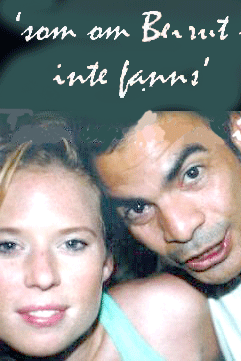 'som om Beirut
inte fanns'